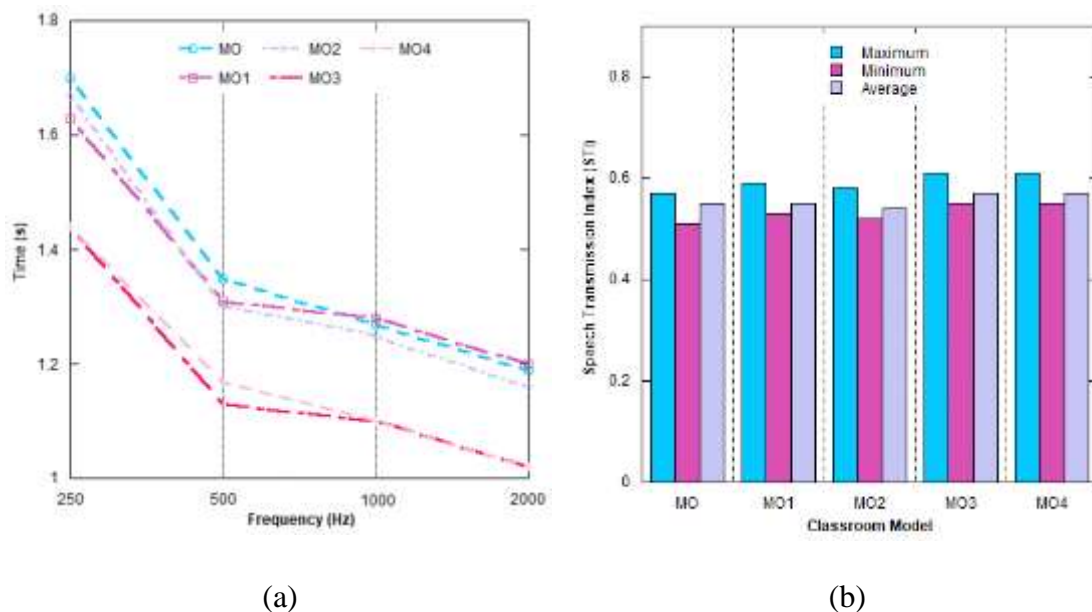 1.8
1.6
1.4
1.2
1
Time (s)
MO
MO2
MO4
MO1
MO3
250
500
1000
2000
Frequency (Hz)
(a)
0.8
0.6
0.4
0.2
0
Speech Transmission Index (STI)
Maximum
Minimum
Average
MO
MO1
MO2
MO3
MO4
Classroom Model
(b)